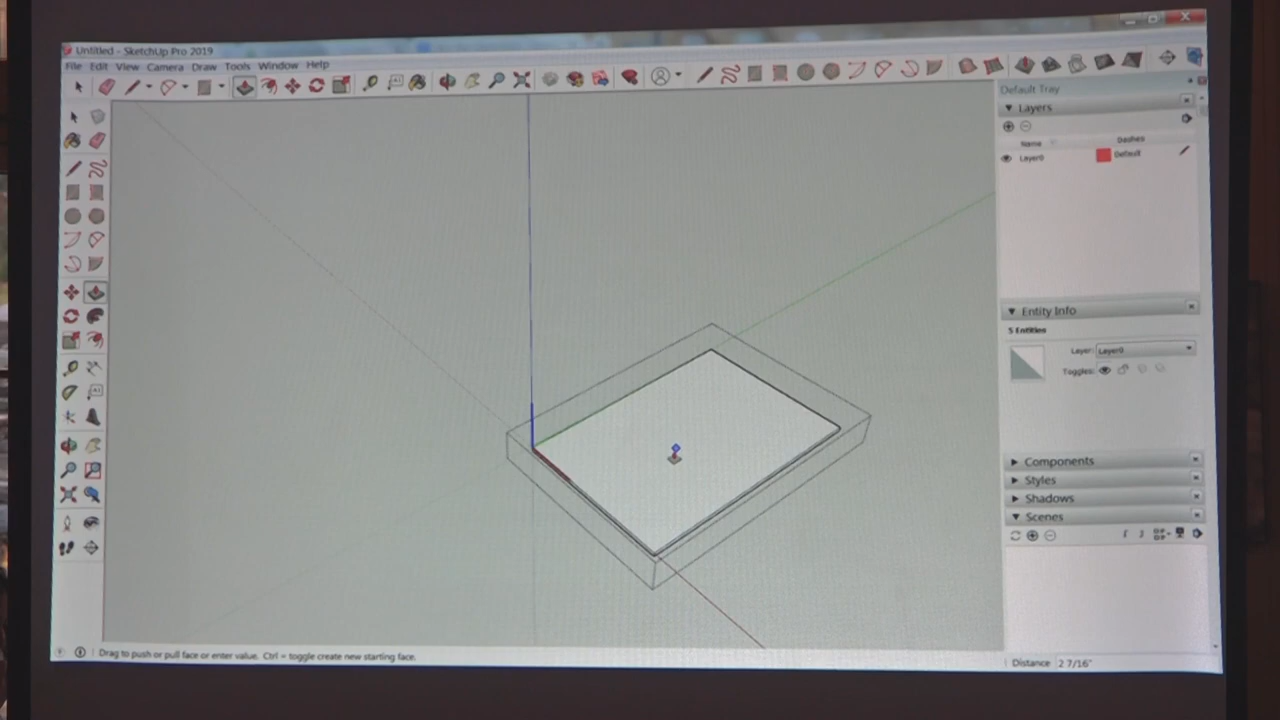 Untitled - SketchUp Pro 2019
File Edit View Camera Draw Tools Window Help
Default Tray
Layers
Name Dashes
Layer0 Default
Entity Info
5 Entities
Layer: Layer0
Toggles:
Components
Styles
Shadows
Scenes
Drag to push or pull face or enter value. Ctrl = toggle create new starting face.
Distance 2 7/16"